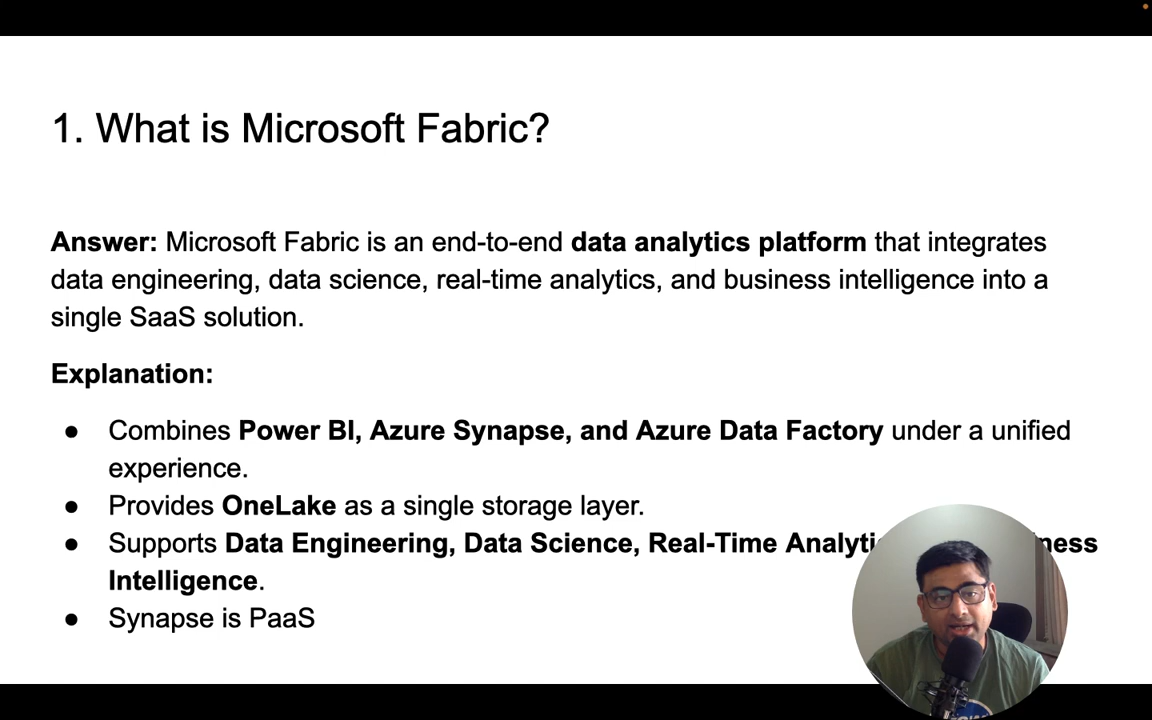 1. What is Microsoft Fabric?
Answer: Microsoft Fabric is an end-to-end data analytics platform that integrates
data engineering, data science, real-time analytics, and business intelligence into a
single SaaS solution.
Explanation:
● Combines Power BI, Azure Synapse, and Azure Data Factory under a unified
experience.
● Provides OneLake as a single storage layer.
● Supports Data Engineering, Data Science, Real-Time
Intelligence.
● Synapse is PaaS